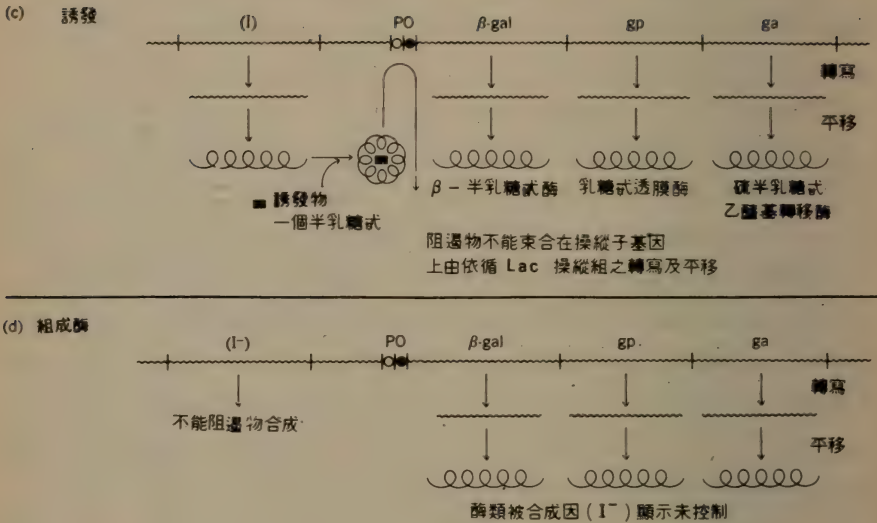 (c) 誘發
(I) PO β-gal gp ga
轉寫
平移
β-半乳糖甙酶 乳糖甙透膜酶 硫半乳糖甙
乙醯基轉移酶
誘發物
一個半乳糖甙
阻遏物不能束合在操縱子基因
上由依循 Lac 操縱組之轉寫及平移
(d) 組成酶
(I⁻) PO β-gal gp. ga
轉寫
不能阻遏物合成
平移
酶類被合成因(I⁻)顯示未控制